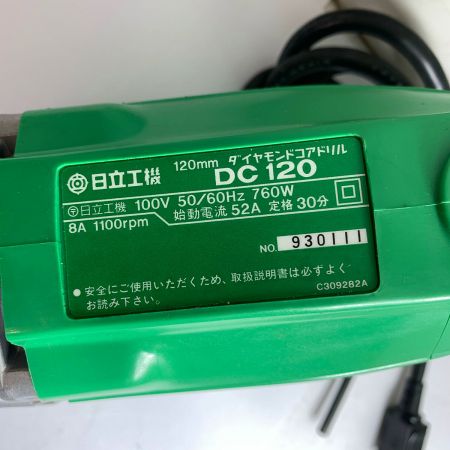 120mm ダイヤモンドコアドリル
日立工機 DC 120
〒日立工機 100V 50/60Hz 760W
8A 1100rpm 始動電流 52A 定格 30分
NO. 930111
●安全にご使用いただくため、取扱説明書は必ずよく
お読み下さい。
C309282A